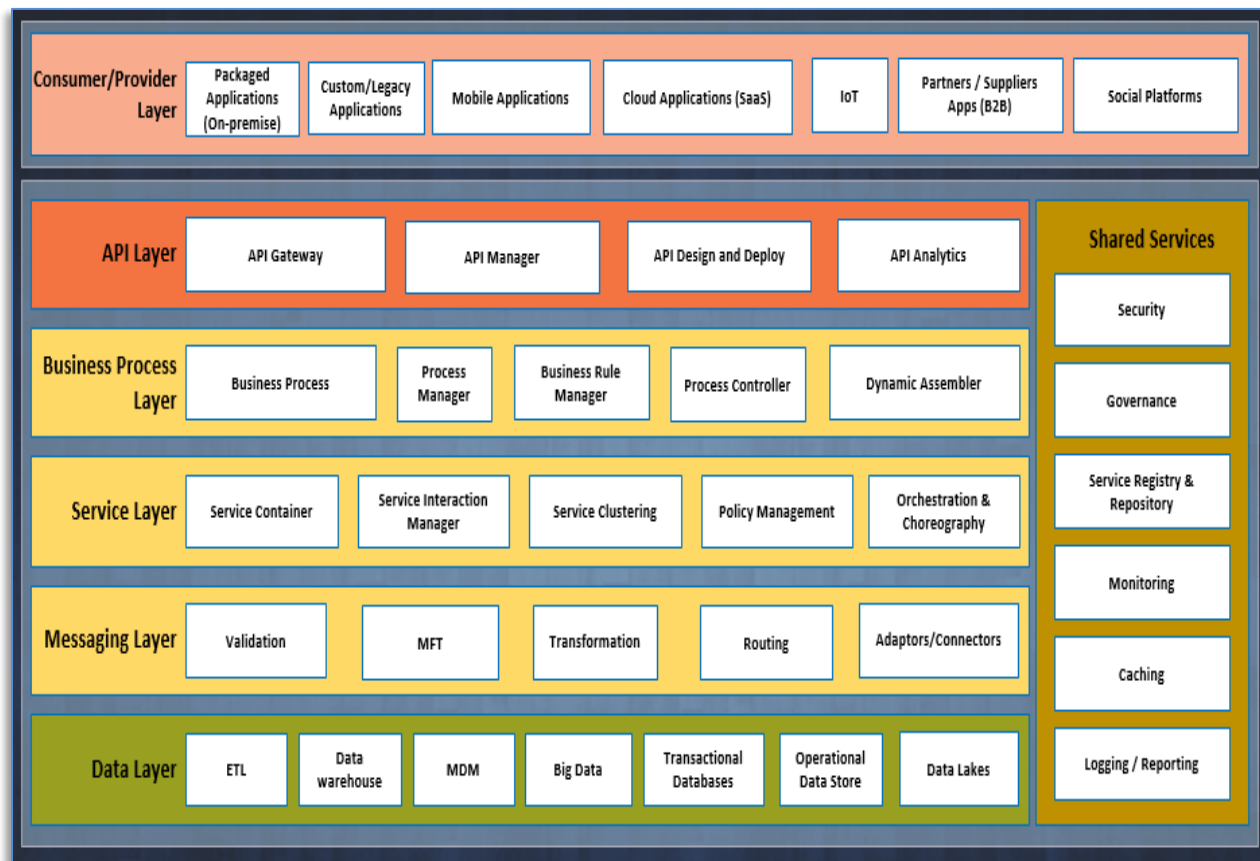 Consumer/Provider
Layer
Packaged
Applications
(On-premise)
Custom/Legacy
Applications
Mobile Applications
Cloud Applications (SaaS)
IoT
Partners / Suppliers
Apps (B2B)
Social Platforms
API Layer
API Gateway
API Manager
API Design and Deploy
API Analytics
Business Process
Layer
Business Process
Process
Manager
Business Rule
Manager
Process Controller
Dynamic Assembler
Service Layer
Service Container
Service Interaction
Manager
Service Clustering
Policy Management
Orchestration &
Choreography
Messaging Layer
Validation
MFT
Transformation
Routing
Adaptors/Connectors
Data Layer
ETL
Data
warehouse
MDM
Big Data
Transactional
Databases
Operational
Data Store
Data Lakes
Shared Services
Security
Governance
Service Registry &
Repository
Monitoring
Caching
Logging / Reporting